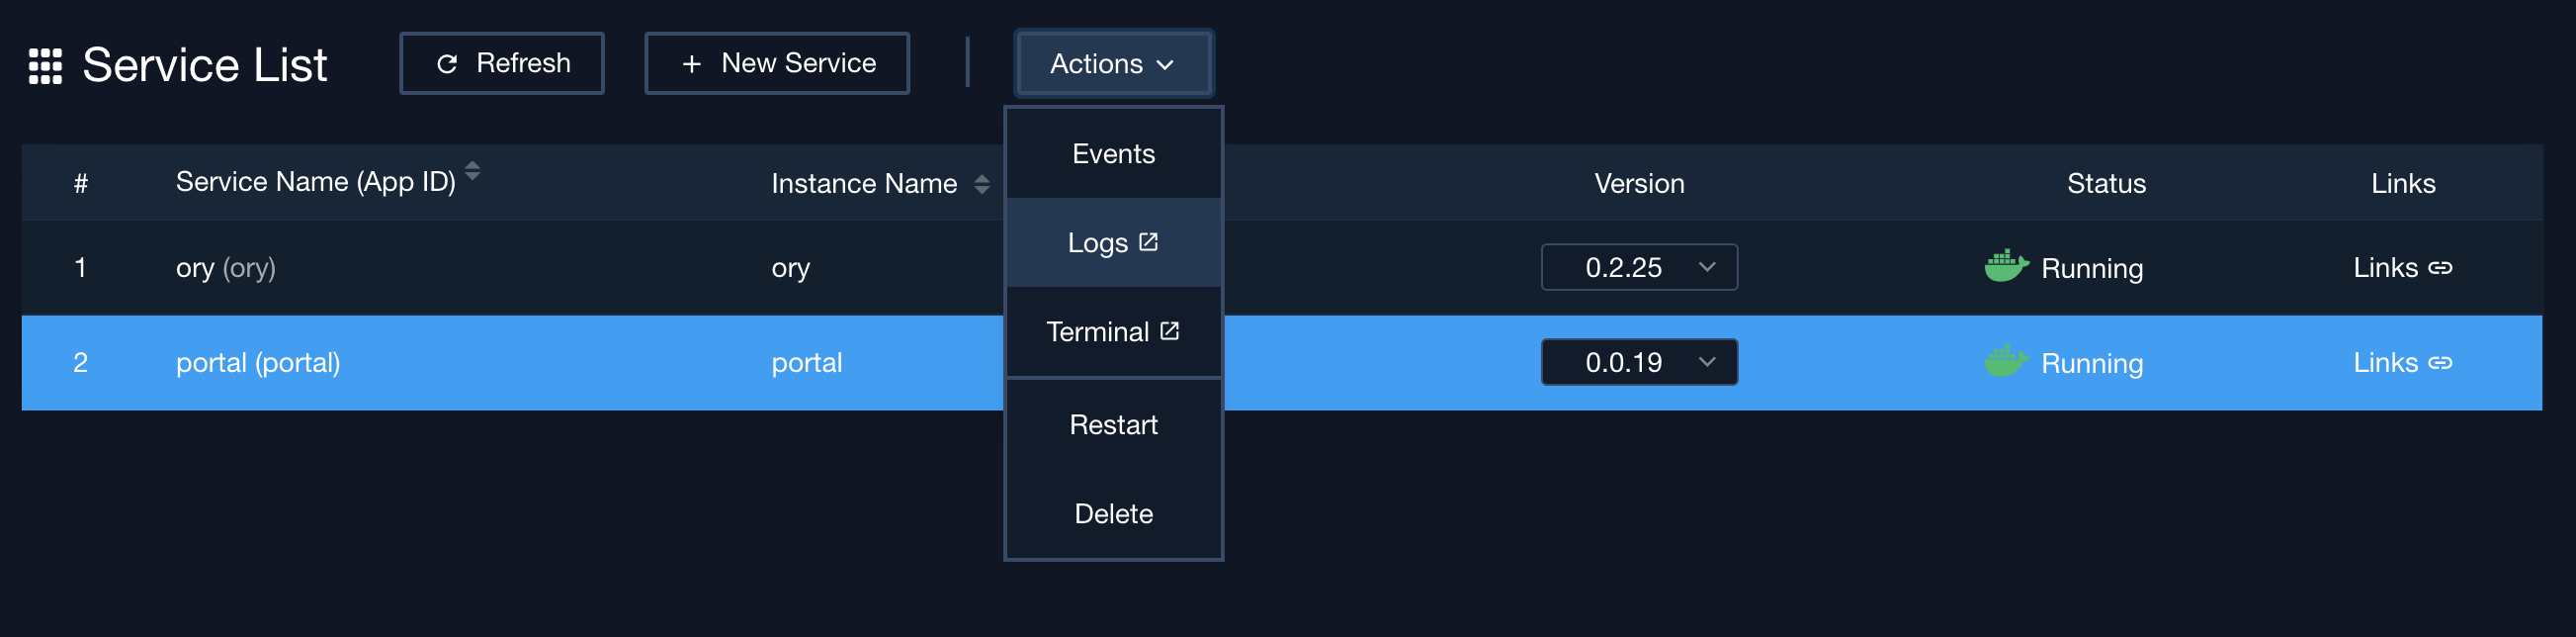 Service List
Refresh
+ New Service
Actions
Events
Logs
Terminal
Restart
Delete
# Service Name (App ID) Instance Name Version Status Links
1 ory (ory) ory 0.2.25 Running Links
2 portal (portal) portal 0.0.19 Running Links